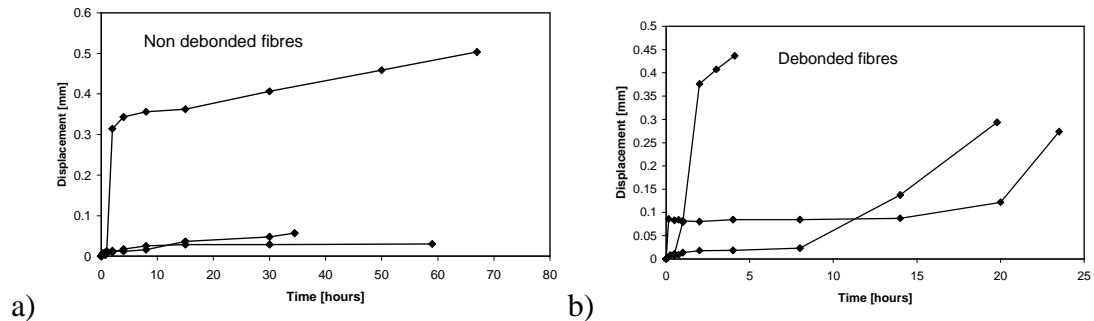 Non debonded fibres
Displacement [mm]
0.6
0.5
0.4
0.3
0.2
0.1
0
0 10 20 30 40 50 60 70 80
Time [hours]
a)
Debonded fibres
Displacement [mm]
0.5
0.45
0.4
0.35
0.3
0.25
0.2
0.15
0.1
0.05
0
0 5 10 15 20 25
Time [hours]
b)